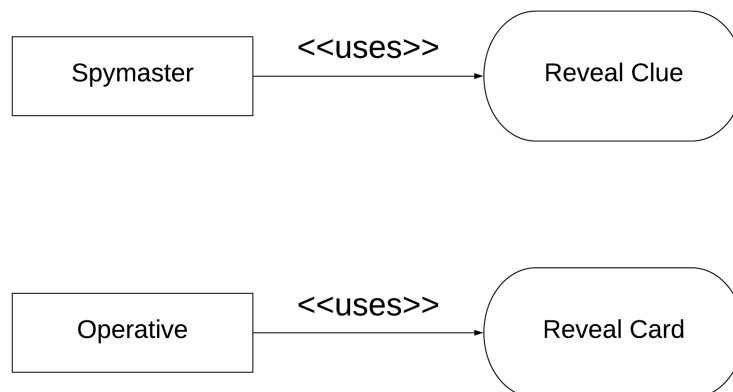 <<uses>>
Spymaster
Reveal Clue
<<uses>>
Operative
Reveal Card